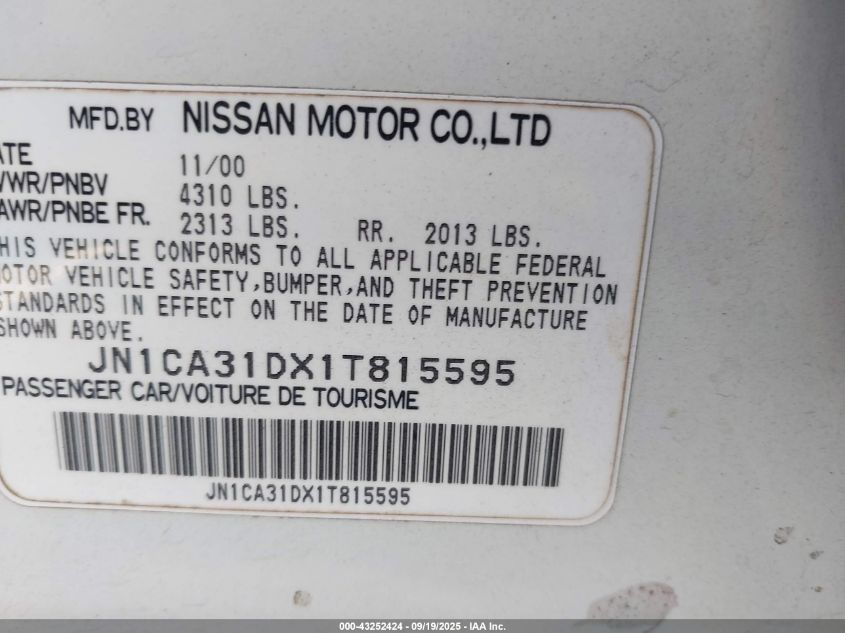 MFD.BY NISSAN MOTOR CO.,LTD
ATE 11/00
VWR/PNBV 4310 LBS.
AWR/PNBE FR. 2313 LBS. RR. 2013 LBS.
HIS VEHICLE CONFORMS TO ALL APPLICABLE FEDERAL
OTOR VEHICLE SAFETY,BUMPER,AND THEFT PREVENTION
STANDARDS IN EFFECT ON THE DATE OF MANUFACTURE
SHOWN ABOVE.
JN1CA31DX1T815595
PASSENGER CAR/VOITURE DE TOURISME
JN1CA31DX1T815595
000-43252424 - 09/19/2025 - IAA Inc.